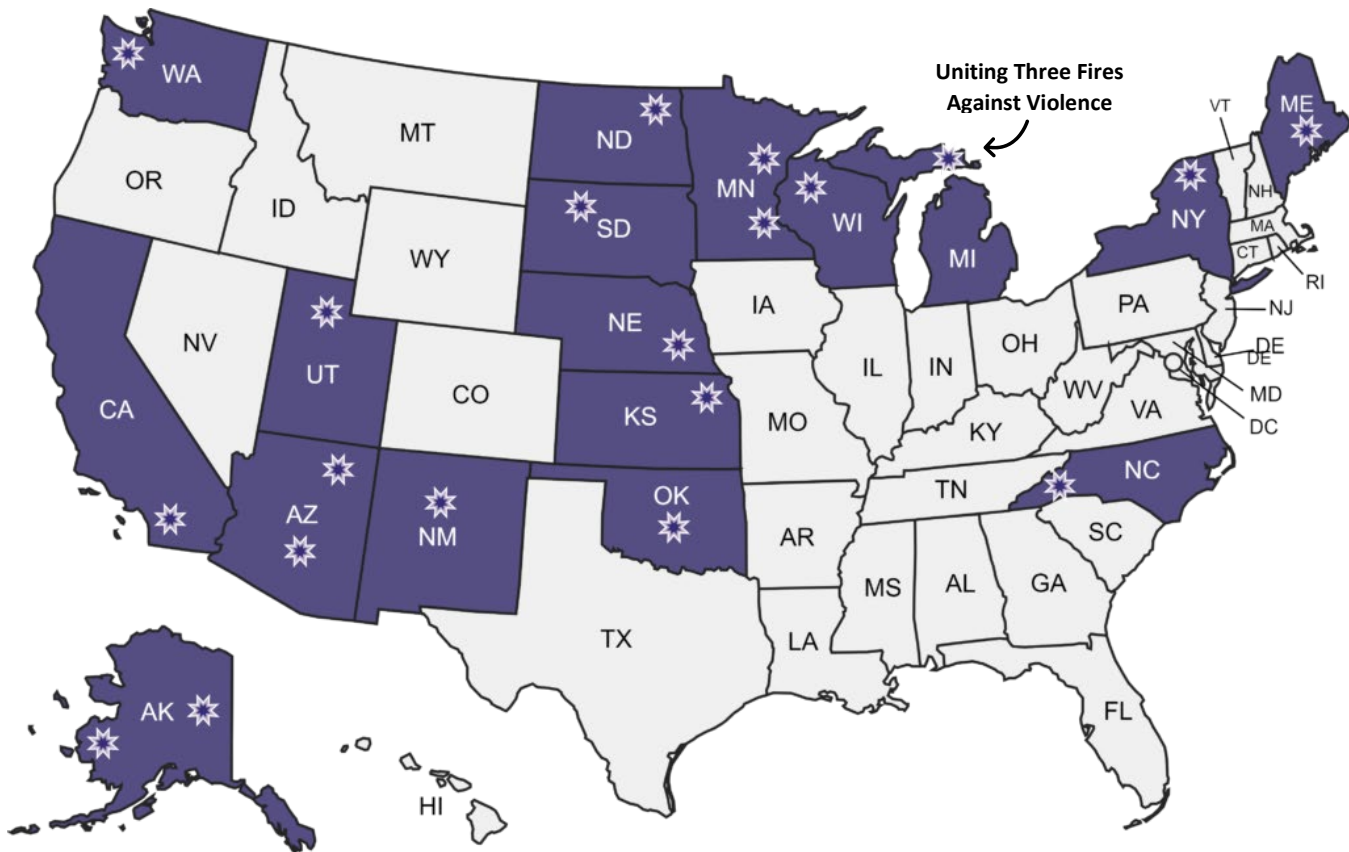 Uniting Three Fires
Against Violence
WA
MT
ND
MN
VT
ME
OR
ID
SD
WI
NH
NY
MA
WY
MI
CT
RI
IA
PA
NE
NJ
NV
OH
DE
DE
UT
IL
IN
CO
WV
MD
CA
VA
KS
MO
DC
KY
NC
OK
TN
AZ
NM
AR
SC
MS
AL
GA
TX
LA
AK
FL
HI